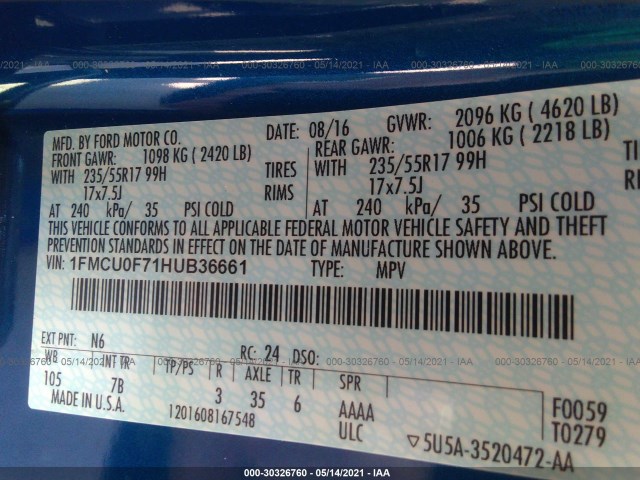 000-30326760 - 05/14/2021 - IAA
MFD. BY FORD MOTOR CO.
DATE: 08/16 GVWR: 2096 KG ( 4620 LB)
FRONT GAWR: 1098 KG ( 2420 LB)
REAR GAWR: 1006 KG ( 2218 LB)
WITH 235/55R17 99H TIRES
WITH 235/55R17 99H
17x7.5J RIMS
17x7.5J
AT 240 kPa/ 35 PSI COLD
AT 240 kPa/ 35 PSI COLD
THIS VEHICLE CONFORMS TO ALL APPLICABLE FEDERAL MOTOR VEHICLE SAFETY AND THEFT
PREVENTION STANDARDS IN EFFECT ON THE DATE OF MANUFACTURE SHOWN ABOVE.
VIN: 1FMCU0F71HUB36661 TYPE: MPV
EXT PNT: N6 RC: 24 DSO:
WB INT TR TP/PS R AXLE TR SPR
105 7B 3 35 6 AAAA F0059
MADE IN U.S.A. 1201608167548 ULC T0279
5U5A-3520472-AA
000-30326760 - 05/14/2021 - IAA